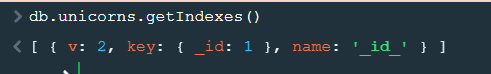 > db.unicorns.getIndexes()
< [ { v: 2, key: { _id: 1 }, name: '_id_' } ]